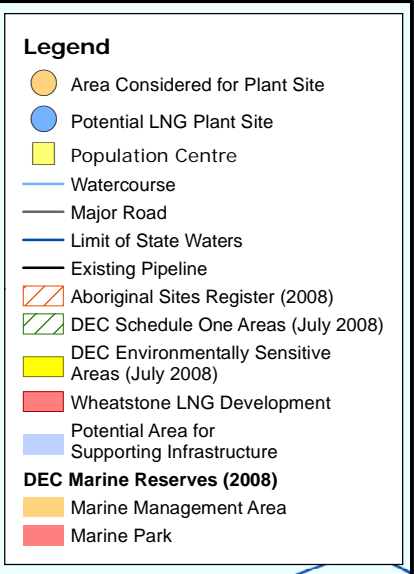 Legend
Area Considered for Plant Site
Potential LNG Plant Site
Population Centre
Watercourse
Major Road
Limit of State Waters
Existing Pipeline
Aboriginal Sites Register (2008)
DEC Schedule One Areas (July 2008)
DEC Environmentally Sensitive
Areas (July 2008)
Wheatstone LNG Development
Potential Area for
Supporting Infrastructure
DEC Marine Reserves (2008)
Marine Management Area
Marine Park